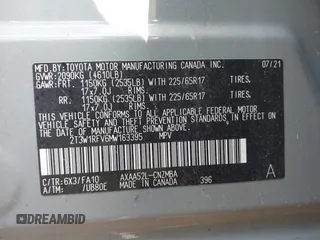 MFD.BY:TOYOTA MOTOR MANUFACTURING CANADA INC. 07/21
GVWR:2090KG (4610LB)
GAWR:FRT. 1150KG (2535LB) WITH 225/65R17 TIRES,
17x7.0J RIMS,
RR. 1150KG (2535LB) WITH 225/65R17 TIRES,
17x7.0J RIMS,
THIS VEHICLE CONFORMS TO ALL APPLICABLE FEDERAL MOTOR
VEHICLE SAFETY AND BUMPER STANDARDS IN EFFECT ON
THE DATE OF MANUFACTURE SHOWN ABOVE.
2T3W1RFV6MW163395 MPV
C/TR:6X3/FA10 AXAA52L-CNZMBA A
A/TM: /UB80E 396